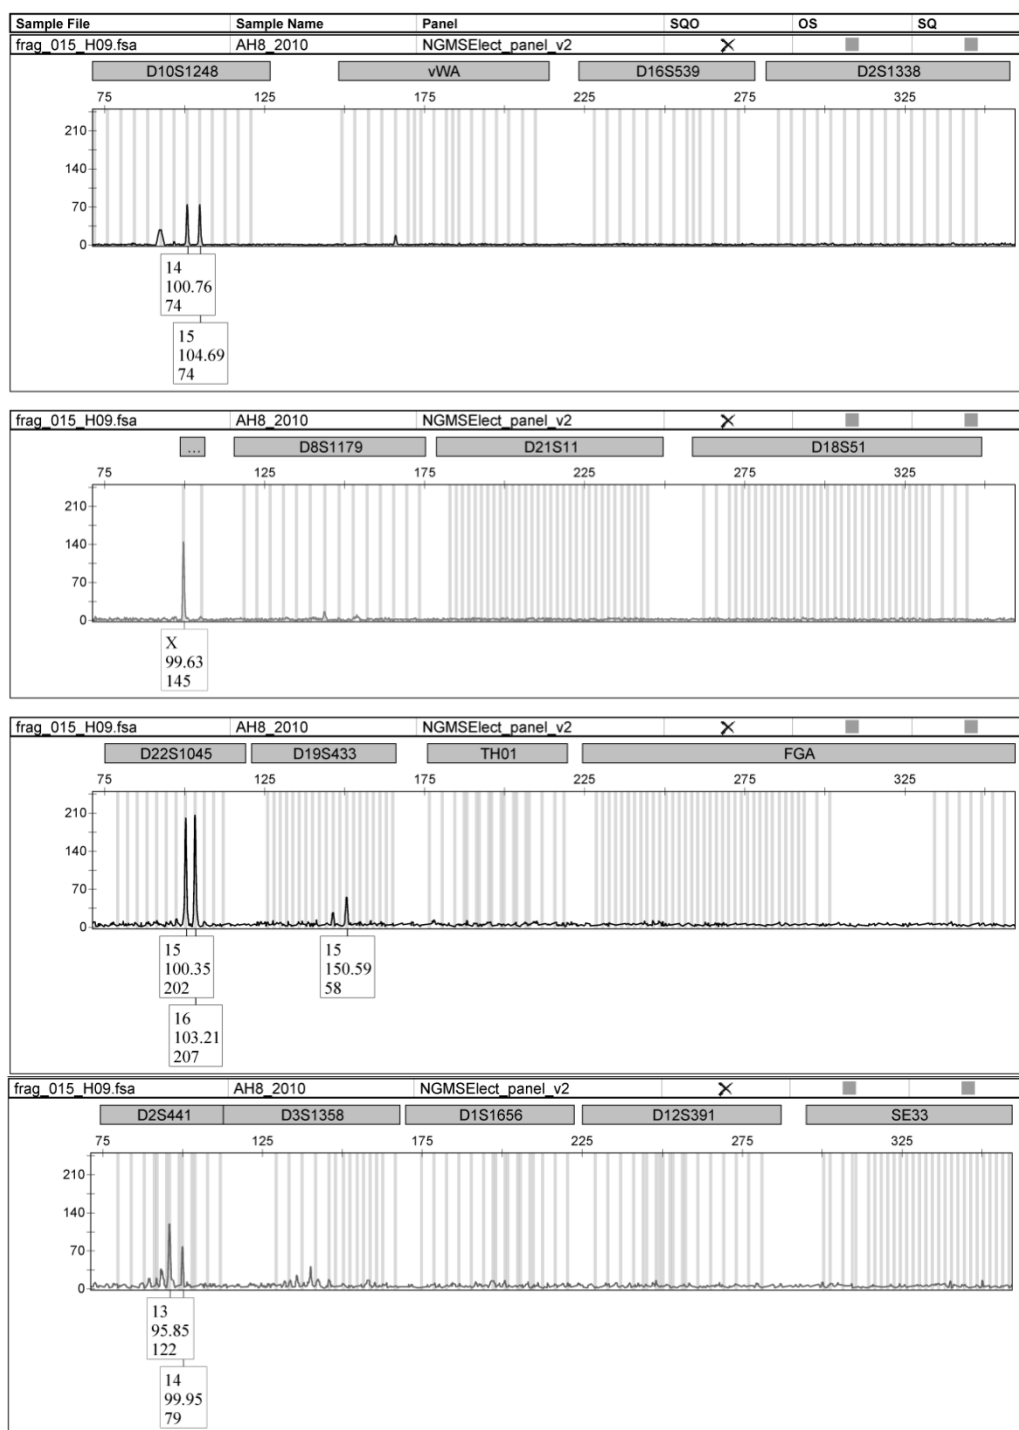 Sample File Sample Name Panel SQO OS SQ
frag_015_H09.fsa AH8_2010 NGMSElect_panel_v2
D10S1248 vWA D16S539 D2S1338
75 125 175 225 275 325
210
140
70
0
14
100.76
74
15
104.69
74
frag_015_H09.fsa AH8_2010 NGMSElect_panel_v2
... D8S1179 D21S11 D18S51
75 125 175 225 275 325
210
140
70
0
X
99.63
145
frag_015_H09.fsa AH8_2010 NGMSElect_panel_v2
D22S1045 D19S433 TH01 FGA
75 125 175 225 275 325
210
140
70
0
15
100.35
202
16
103.21
207
15
150.59
58
frag_015_H09.fsa AH8_2010 NGMSElect_panel_v2
D2S441 D3S1358 D1S1656 D12S391 SE33
75 125 175 225 275 325
210
140
70
0
13
95.85
122
14
99.95
79